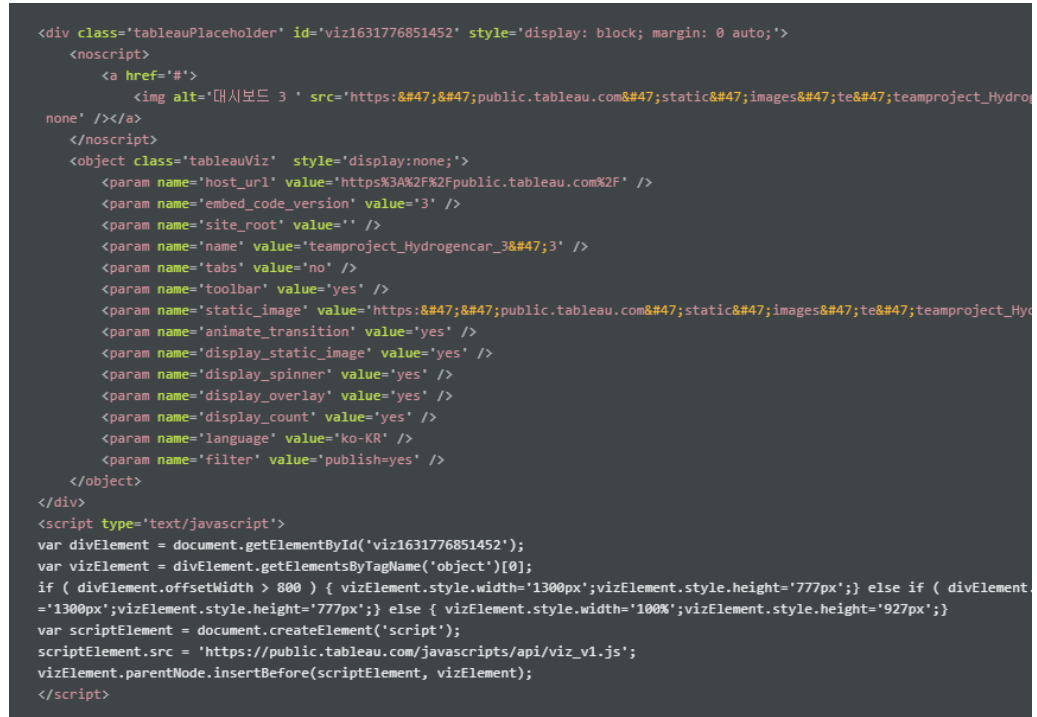 <div class='tableauPlaceholder' id='viz1631776851452' style='display: block; margin: 0 auto;'>
<noscript>
<a href='#'>
<img alt='대시보드 3 ' src='https:&#47;&#47;public.tableau.com&#47;static&#47;images&#47;te&#47;teamproject_Hydrog
none' /></a>
</noscript>
<object class='tableauViz'  style='display:none;'>
<param name='host_url' value='https%3A%2F%2Fpublic.tableau.com%2F' />
<param name='embed_code_version' value='3' />
<param name='site_root' value='' />
<param name='name' value='teamproject_Hydrogencar_3&#47;3' />
<param name='tabs' value='no' />
<param name='toolbar' value='yes' />
<param name='static_image' value='https:&#47;&#47;public.tableau.com&#47;static&#47;images&#47;te&#47;teamproject_Hyd
<param name='animate_transition' value='yes' />
<param name='display_static_image' value='yes' />
<param name='display_spinner' value='yes' />
<param name='display_overlay' value='yes' />
<param name='display_count' value='yes' />
<param name='language' value='ko-KR' />
<param name='filter' value='publish=yes' />
</object>
</div>
<script type='text/javascript'>
var divElement = document.getElementById('viz1631776851452');
var vizElement = divElement.getElementsByTagName('object')[0];
if ( divElement.offsetWidth > 800 ) { vizElement.style.width='1300px';vizElement.style.height='777px';} else if ( divElement.
='1300px';vizElement.style.height='777px';} else { vizElement.style.width='100%';vizElement.style.height='927px';}
var scriptElement = document.createElement('script');
scriptElement.src = 'https://public.tableau.com/javascripts/api/viz_v1.js';
vizElement.parentNode.insertBefore(scriptElement, vizElement);
</script>